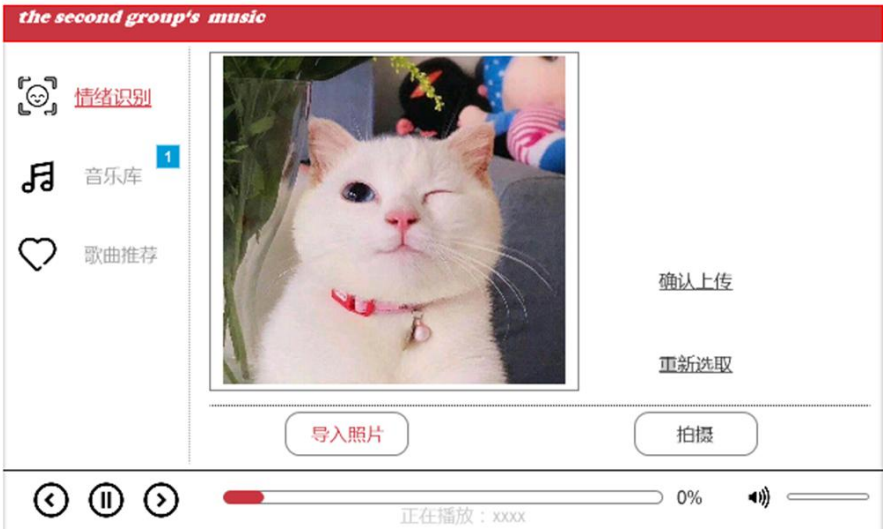 the second group's music
情绪识别
音乐库
1
歌曲推荐
确认上传
重新选取
导入照片
拍摄
0%
正在播放：xxxx